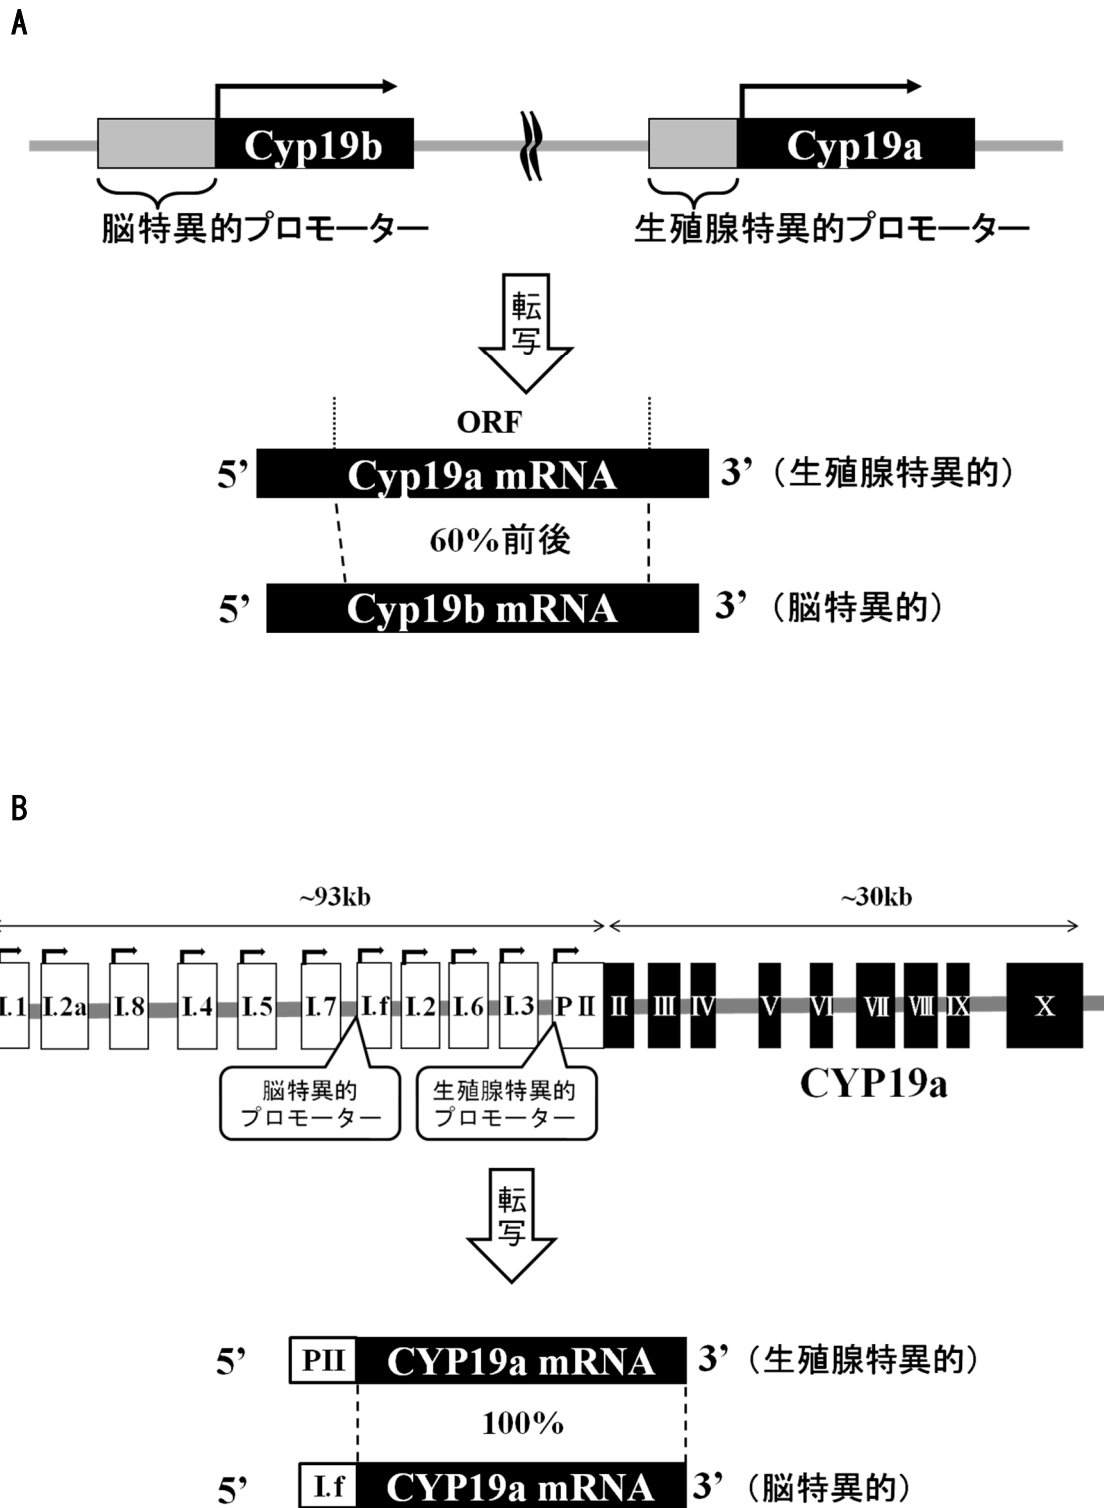 A
Cyp19b
Cyp19a
脳特異的プロモーター
生殖腺特異的プロモーター
転
写
ORF
5’ Cyp19a mRNA 3’ (生殖腺特異的)
60%前後
5’ Cyp19b mRNA 3’ (脳特異的)
B
~93kb ~30kb
I.1 I.2a I.8 I.4 I.5 I.7 I.f I.2 I.6 I.3 P II II III IV V VI VII VIII IX X
脳特異的
プロモーター
生殖腺特異的
プロモーター
CYP19a
転
写
5’ PII CYP19a mRNA 3’ (生殖腺特異的)
100%
5’ I.f CYP19a mRNA 3’ (脳特異的)